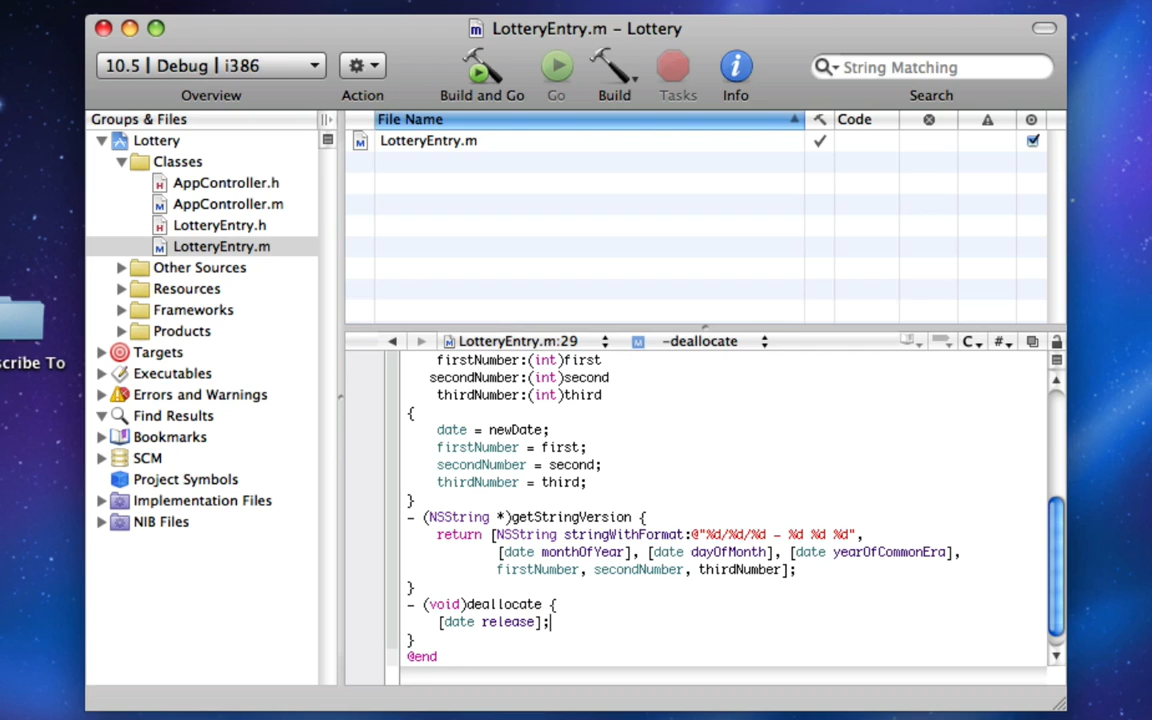 LotteryEntry.m – Lottery
10.5 | Debug | i386
String Matching
Overview
Action
Build and Go
Go
Build
Tasks
Info
Search
Groups & Files
File Name
Code
Lottery
LotteryEntry.m
Classes
AppController.h
AppController.m
LotteryEntry.h
LotteryEntry.m
Other Sources
Resources
Frameworks
Products
Targets
Executables
Errors and Warnings
Find Results
Bookmarks
SCM
Project Symbols
Implementation Files
NIB Files
scribe To
LotteryEntry.m:29
-deallocate
C
#
firstNumber:(int)first
secondNumber:(int)second
thirdNumber:(int)third
{
date = newDate;
firstNumber = first;
secondNumber = second;
thirdNumber = third;
}
- (NSString *)getStringVersion {
return [NSString stringWithFormat:@"%d/%d/%d - %d %d %d",
[date monthOfYear], [date dayOfMonth], [date yearOfCommonEra],
firstNumber, secondNumber, thirdNumber];
}
- (void)deallocate {
[date release];
}
@end